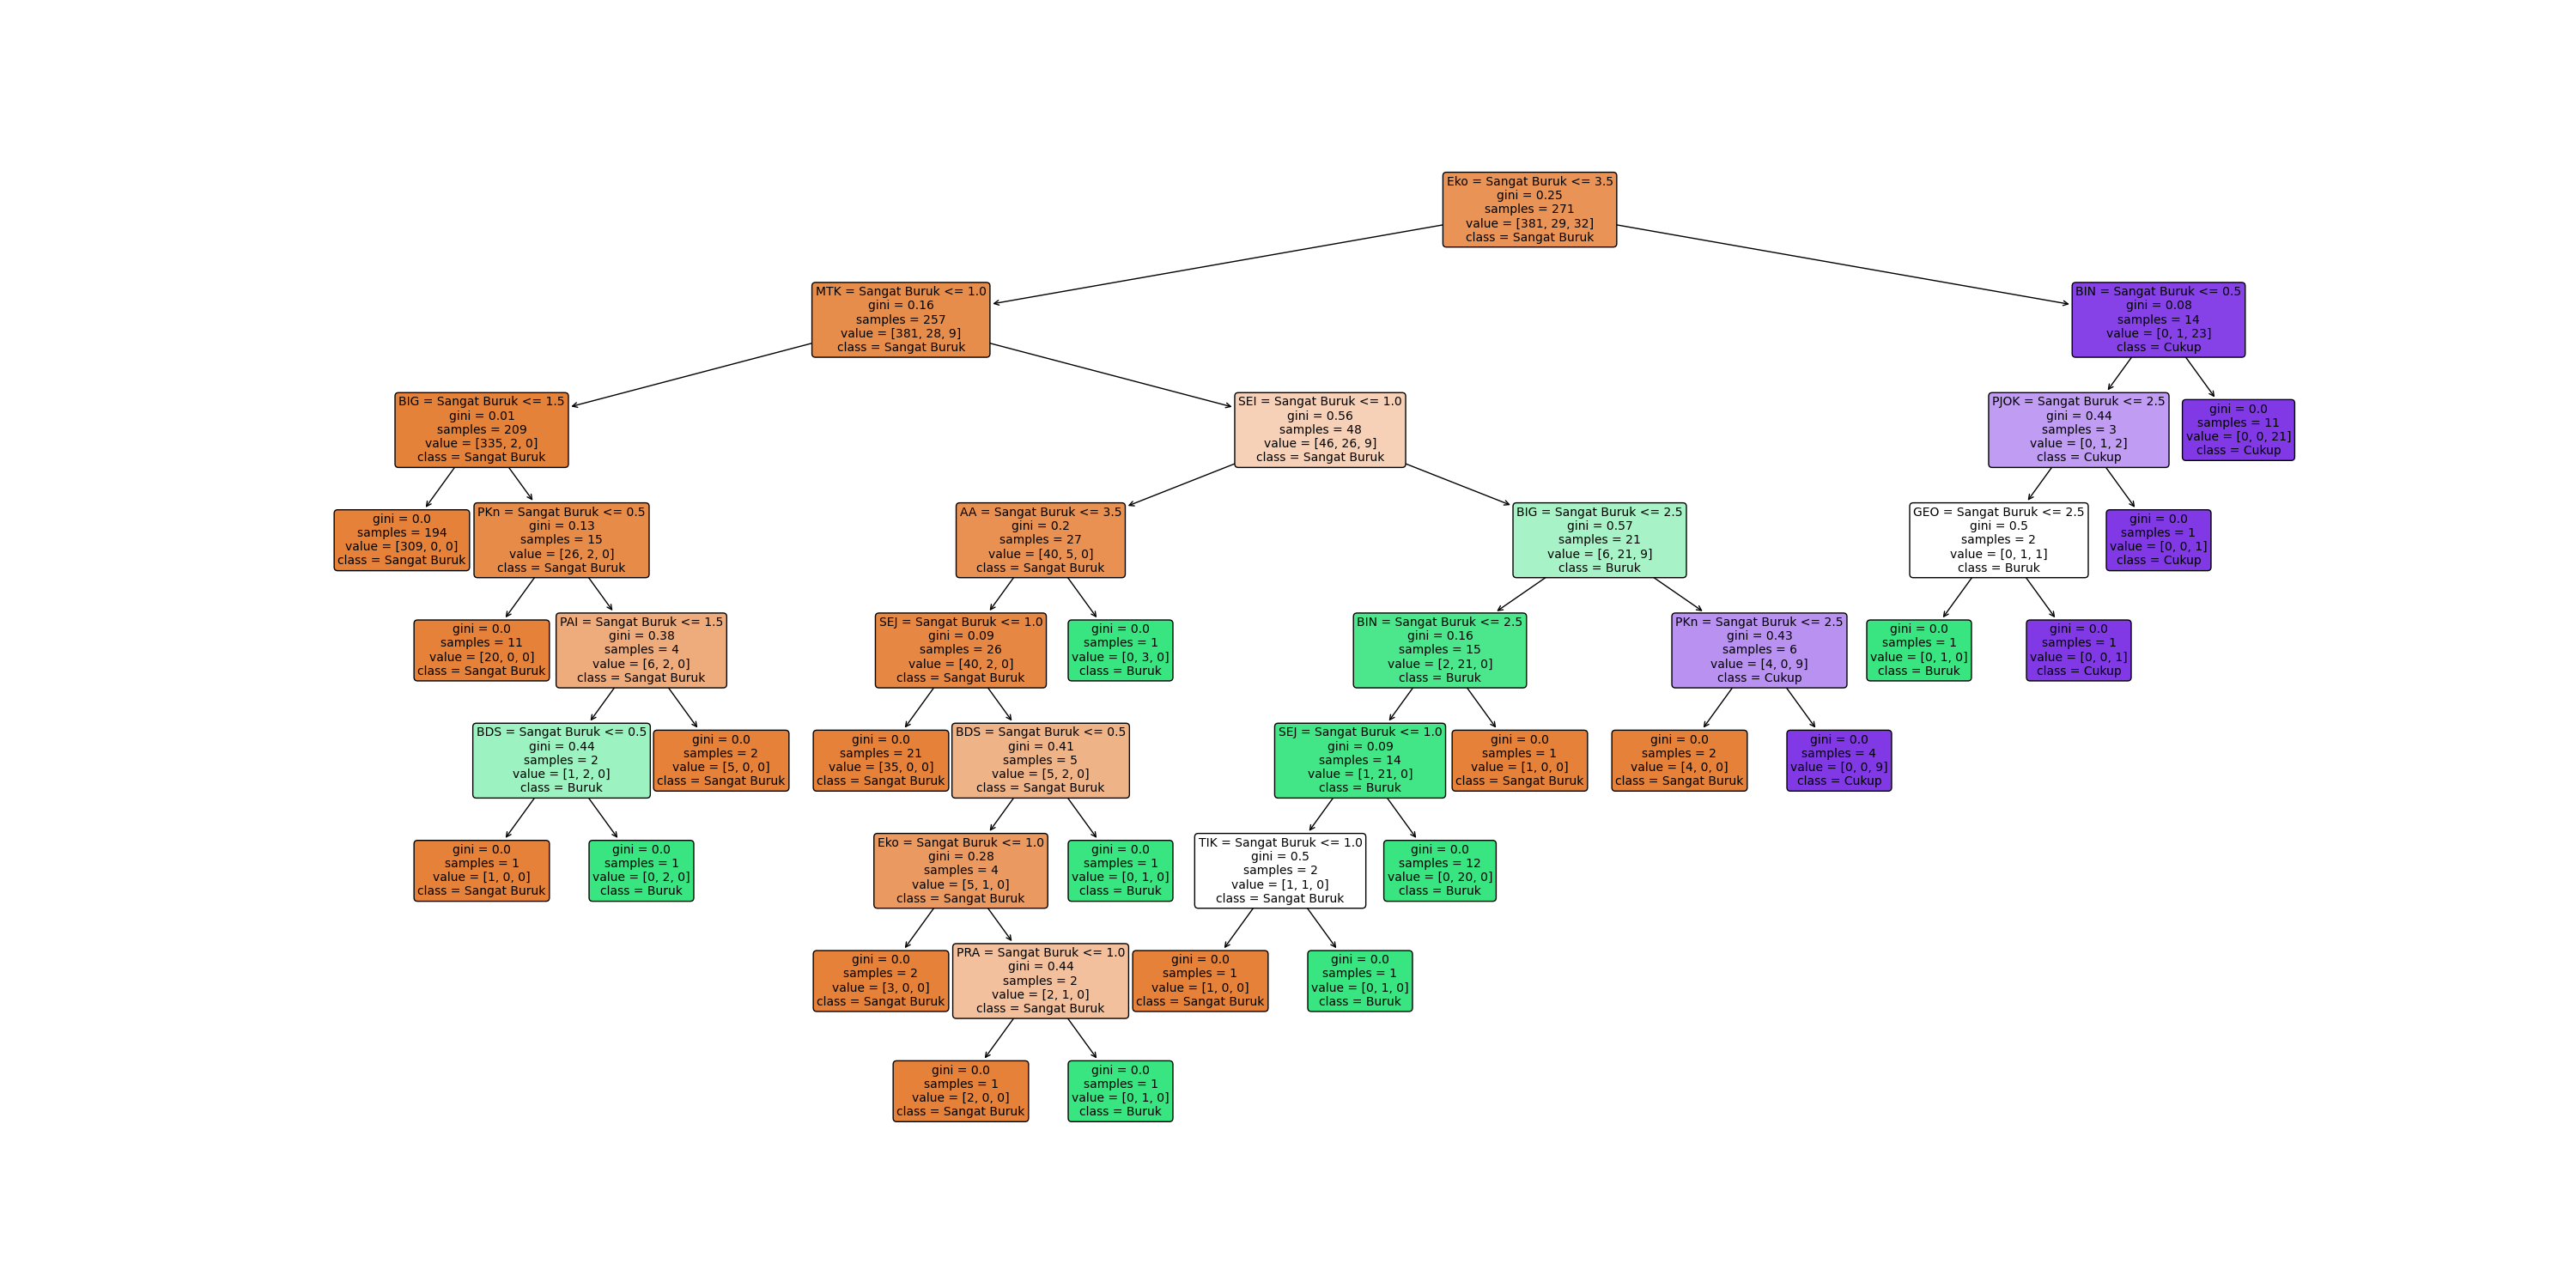 Eko = Sangat Buruk <= 3.5
gini = 0.25
samples = 271
value = [381, 29, 32]
class = Sangat Buruk
MTK = Sangat Buruk <= 1.0
gini = 0.16
samples = 257
value = [381, 28, 9]
class = Sangat Buruk
BIN = Sangat Buruk <= 0.5
gini = 0.08
samples = 14
value = [0, 1, 23]
class = Cukup
BIG = Sangat Buruk <= 1.5
gini = 0.01
samples = 209
value = [335, 2, 0]
class = Sangat Buruk
SEI = Sangat Buruk <= 1.0
gini = 0.56
samples = 48
value = [46, 26, 9]
class = Sangat Buruk
PJOK = Sangat Buruk <= 2.5
gini = 0.44
samples = 3
value = [0, 1, 2]
class = Cukup
gini = 0.0
samples = 11
value = [0, 0, 21]
class = Cukup
gini = 0.0
samples = 194
value = [309, 0, 0]
class = Sangat Buruk
PKn = Sangat Buruk <= 0.5
gini = 0.13
samples = 15
value = [26, 2, 0]
class = Sangat Buruk
AA = Sangat Buruk <= 3.5
gini = 0.2
samples = 27
value = [40, 5, 0]
class = Sangat Buruk
BIG = Sangat Buruk <= 2.5
gini = 0.57
samples = 21
value = [6, 21, 9]
class = Buruk
GEO = Sangat Buruk <= 2.5
gini = 0.5
samples = 2
value = [0, 1, 1]
class = Buruk
gini = 0.0
samples = 1
value = [0, 0, 1]
class = Cukup
gini = 0.0
samples = 11
value = [20, 0, 0]
class = Sangat Buruk
PAI = Sangat Buruk <= 1.5
gini = 0.38
samples = 4
value = [6, 2, 0]
class = Sangat Buruk
SEJ = Sangat Buruk <= 1.0
gini = 0.09
samples = 26
value = [40, 2, 0]
class = Sangat Buruk
gini = 0.0
samples = 1
value = [0, 3, 0]
class = Buruk
BIN = Sangat Buruk <= 2.5
gini = 0.16
samples = 15
value = [2, 21, 0]
class = Buruk
PKn = Sangat Buruk <= 2.5
gini = 0.43
samples = 6
value = [4, 0, 9]
class = Cukup
gini = 0.0
samples = 1
value = [0, 1, 0]
class = Buruk
gini = 0.0
samples = 1
value = [0, 0, 1]
class = Cukup
BDS = Sangat Buruk <= 0.5
gini = 0.44
samples = 2
value = [1, 2, 0]
class = Buruk
gini = 0.0
samples = 2
value = [5, 0, 0]
class = Sangat Buruk
gini = 0.0
samples = 21
value = [35, 0, 0]
class = Sangat Buruk
BDS = Sangat Buruk <= 0.5
gini = 0.41
samples = 5
value = [5, 2, 0]
class = Sangat Buruk
SEJ = Sangat Buruk <= 1.0
gini = 0.09
samples = 14
value = [1, 21, 0]
class = Buruk
gini = 0.0
samples = 1
value = [1, 0, 0]
class = Sangat Buruk
gini = 0.0
samples = 2
value = [4, 0, 0]
class = Sangat Buruk
gini = 0.0
samples = 4
value = [0, 0, 9]
class = Cukup
gini = 0.0
samples = 1
value = [1, 0, 0]
class = Sangat Buruk
gini = 0.0
samples = 1
value = [0, 2, 0]
class = Buruk
Eko = Sangat Buruk <= 1.0
gini = 0.28
samples = 4
value = [5, 1, 0]
class = Sangat Buruk
gini = 0.0
samples = 1
value = [0, 1, 0]
class = Buruk
TIK = Sangat Buruk <= 1.0
gini = 0.5
samples = 2
value = [1, 1, 0]
class = Sangat Buruk
gini = 0.0
samples = 12
value = [0, 20, 0]
class = Buruk
gini = 0.0
samples = 2
value = [3, 0, 0]
class = Sangat Buruk
PRA = Sangat Buruk <= 1.0
gini = 0.44
samples = 2
value = [2, 1, 0]
class = Sangat Buruk
gini = 0.0
samples = 1
value = [1, 0, 0]
class = Sangat Buruk
gini = 0.0
samples = 1
value = [0, 1, 0]
class = Buruk
gini = 0.0
samples = 1
value = [2, 0, 0]
class = Sangat Buruk
gini = 0.0
samples = 1
value = [0, 1, 0]
class = Buruk